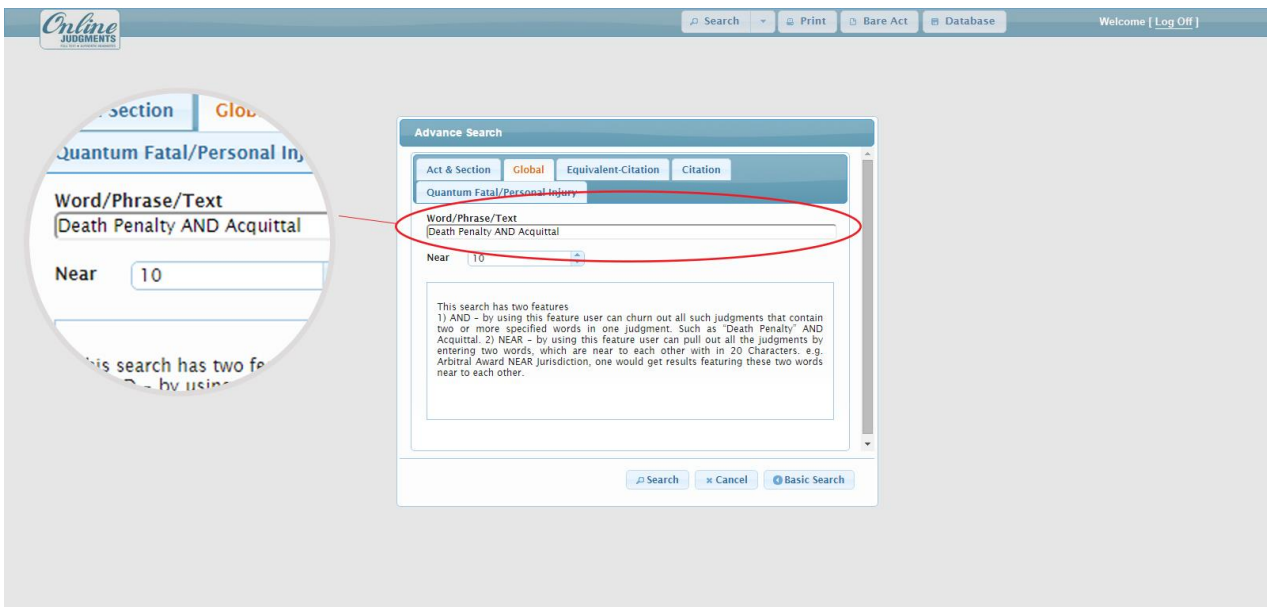 Online
JUDGMENTS
Search
Print
Bare Act
Database
Welcome [ Log Off ]
Section
Quantum Fatal/Personal Inj
Word/Phrase/Text
Death Penalty AND Acquittal
Near 10
his search has two fe
by using
Advance Search
Act & Section Global Equivalent-Citation Citation
Quantum Fatal/Personal Injury
Word/Phrase/Text
Death Penalty AND Acquittal
Near 10
This search has two features
1) AND - by using this feature user can churn out all such judgments that contain
two or more specified words in one judgment. Such as "Death Penalty" AND
Acquittal. 2) NEAR - by using this feature user can pull out all the judgments by
entering two words, which are near to each other with in 20 Characters. e.g.
Arbitral Award NEAR Jurisdiction, one would get results featuring these two words
near to each other.
Search Cancel Basic Search